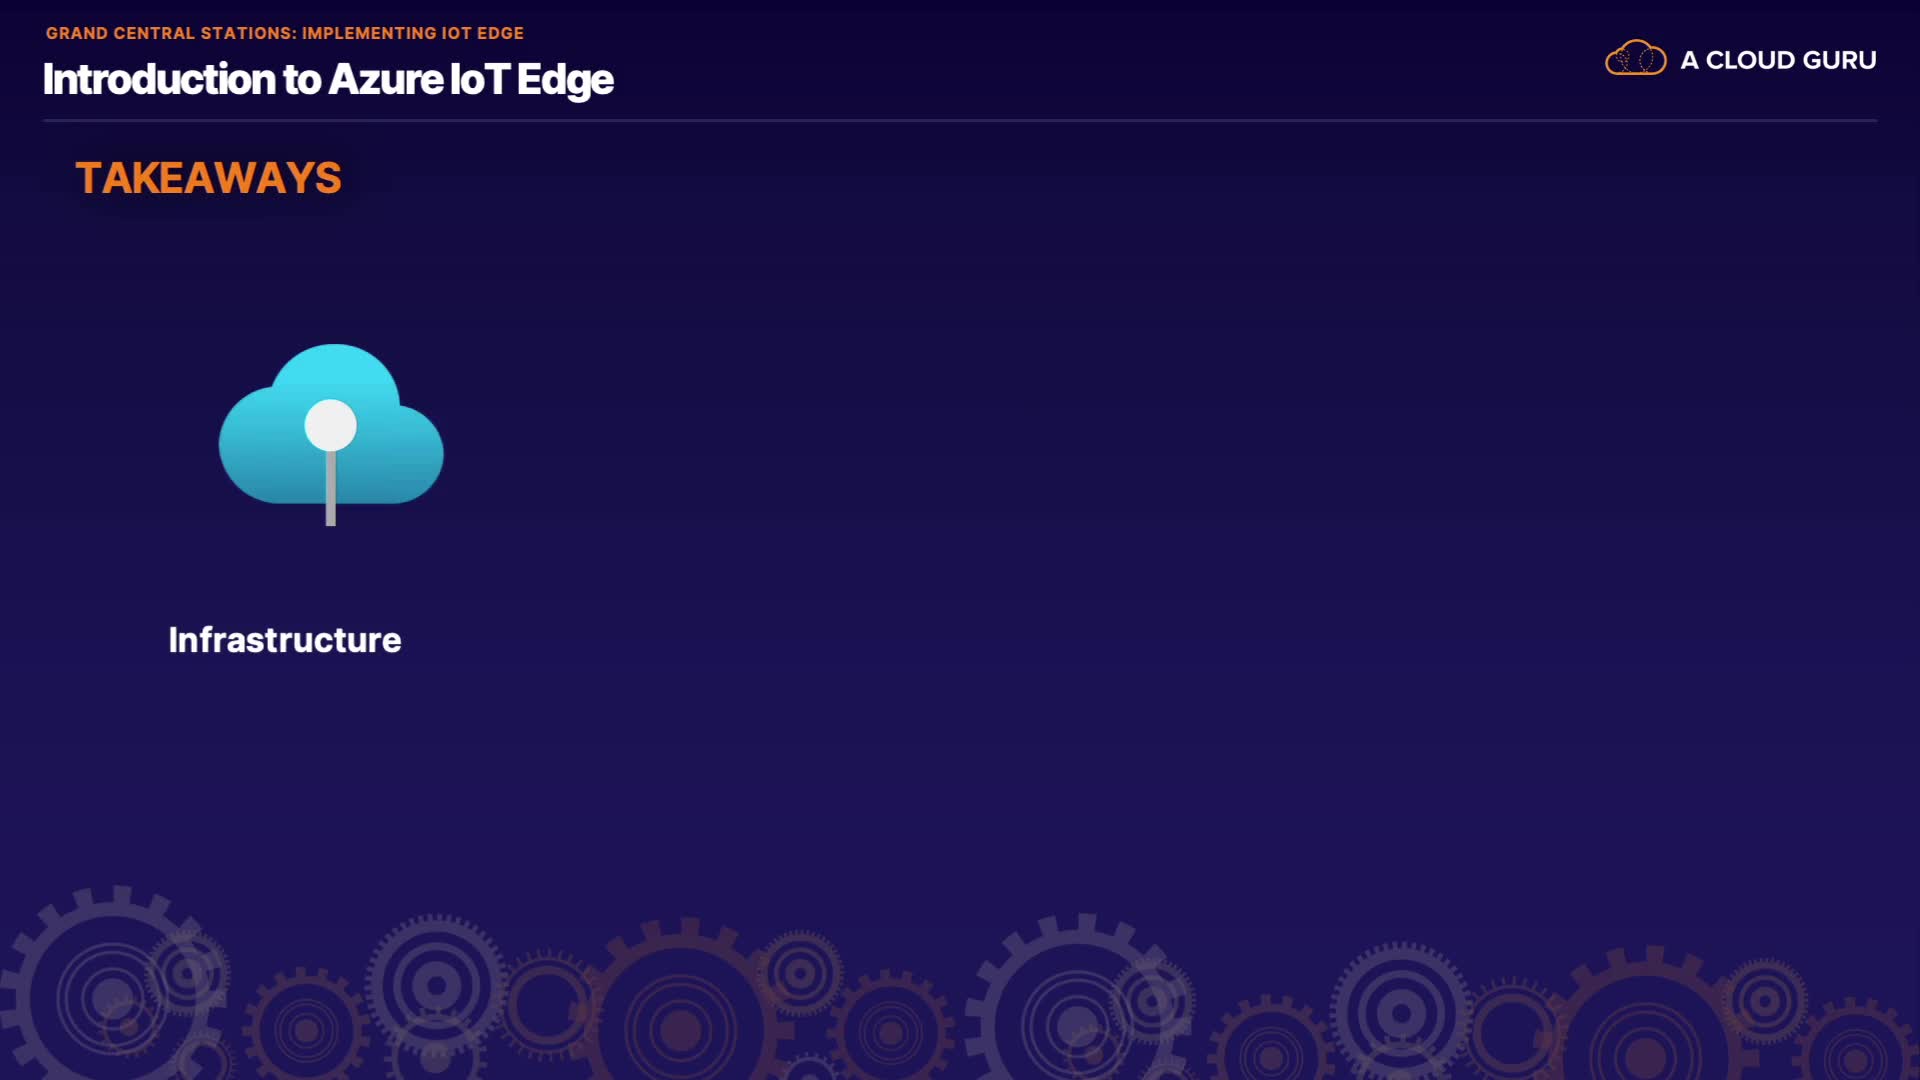 GRAND CENTRAL STATIONS: IMPLEMENTING IOT EDGE
Introduction to Azure IoT Edge
A CLOUD GURU
TAKEAWAYS
Infrastructure